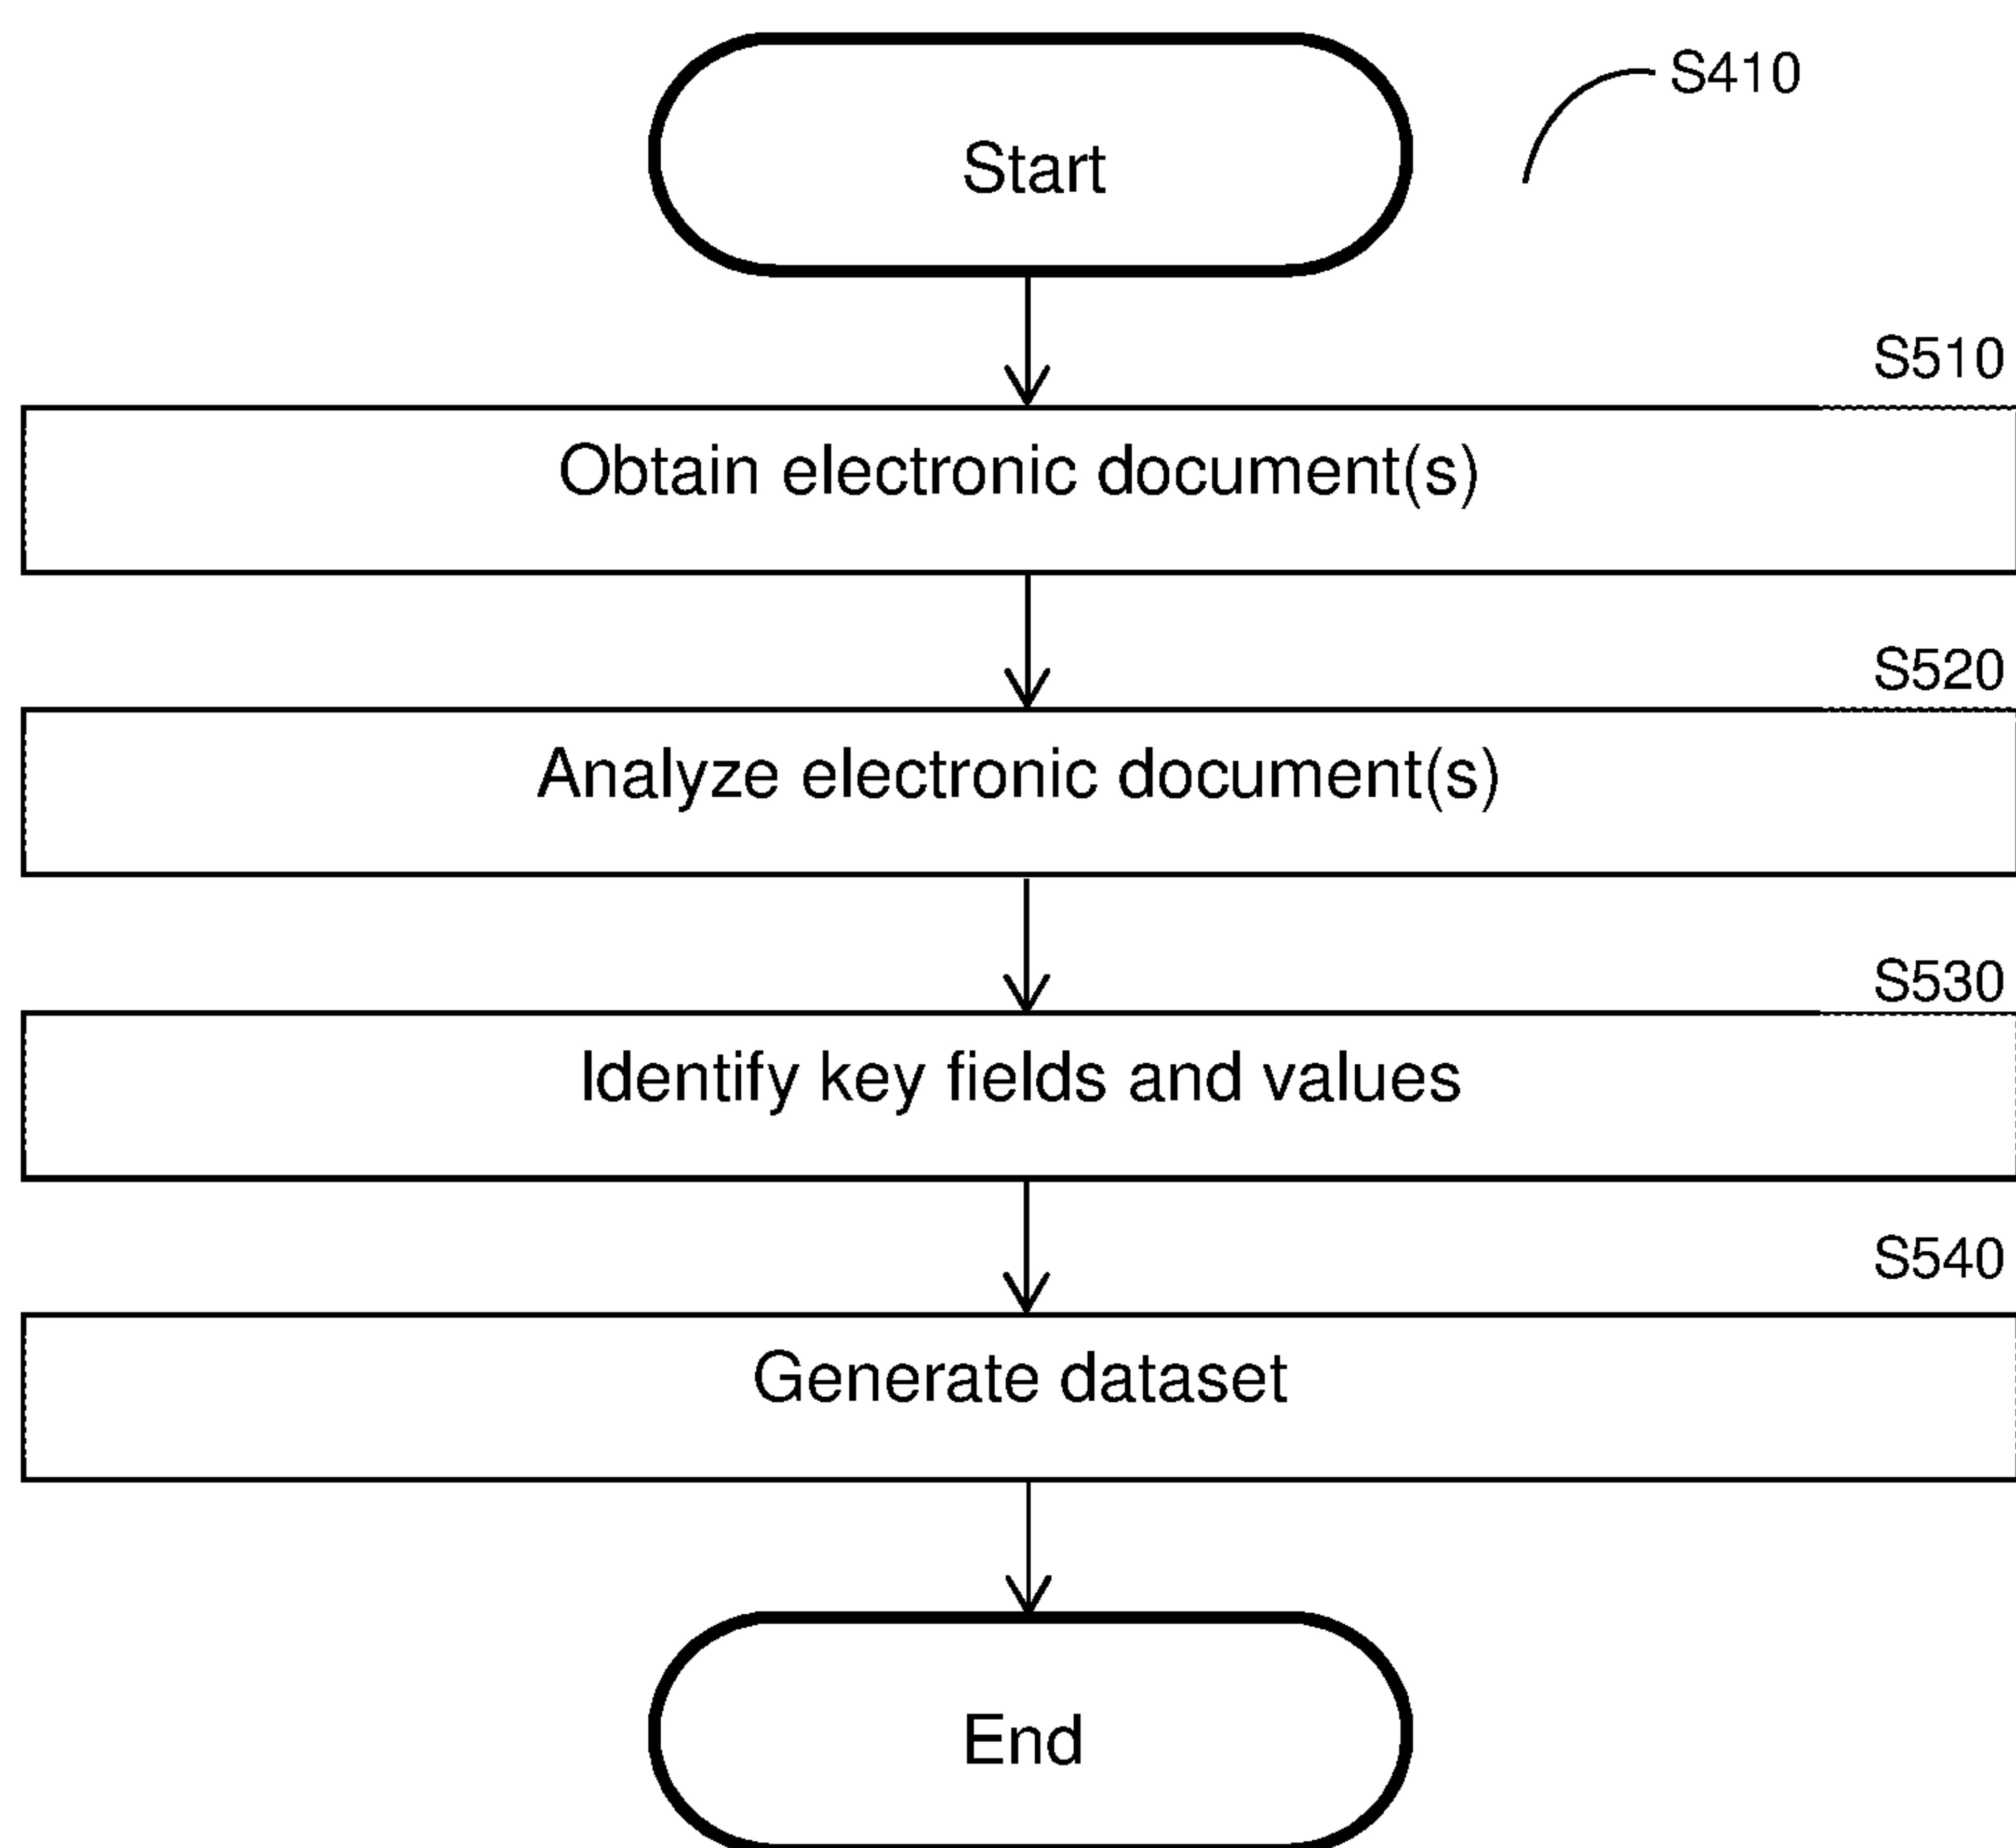 S410
Start
S510
Obtain electronic document(s)
S520
Analyze electronic document(s)
S530
Identify key fields and values
S540
Generate dataset
End